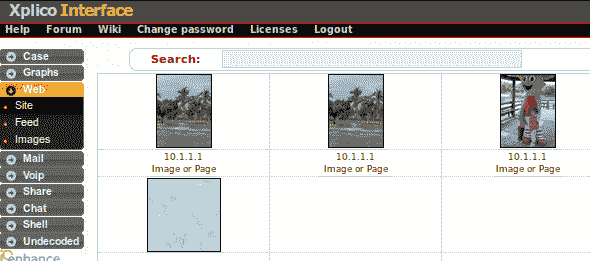 Xplico Interface
Help Forum Wiki Change password Licenses Logout
Search:
Case
Graphs
Web
Site
Feed
Images
Mail
Voip
Share
Chat
Shell
Undecoded
10.1.1.1
Image or Page
10.1.1.1
Image or Page
10.1.1.1
Image or Page
enhance